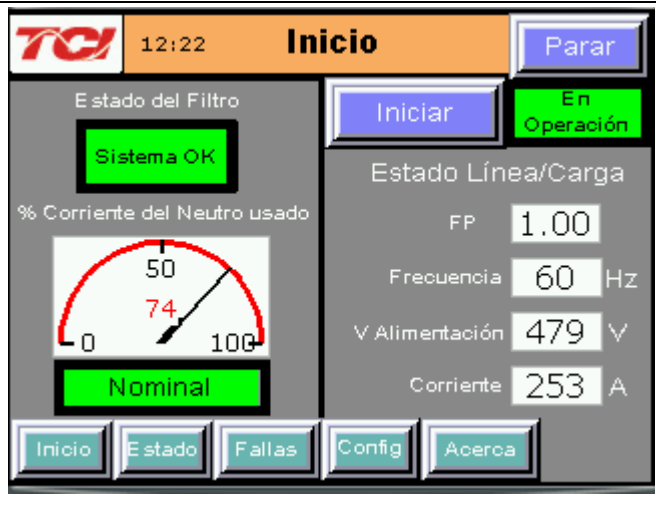 TCI
12:22
Inicio
Parar
Estado del Filtro
Sistema OK
% Corriente del Neutro usado
50
74
0
100
Nominal
Iniciar
En
Operación
Estado Línea/Carga
FP 1.00
Frecuencia 60 Hz
V Alimentación 479 V
Corriente 253 A
Inicio
Estado
Fallas
Config
Acerca